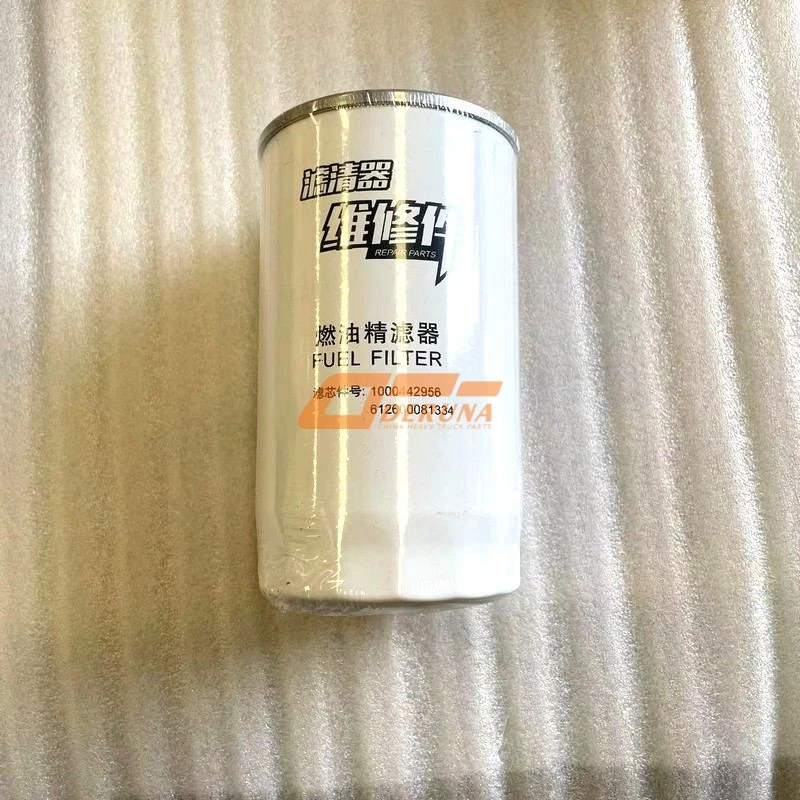 滤清器
维修件
REPAIR PARTS
燃油精滤器
FUEL FILTER
滤芯件号: 1000442956
612600081334
DERUNA
CHINA HEAVY TRUCK PARTS